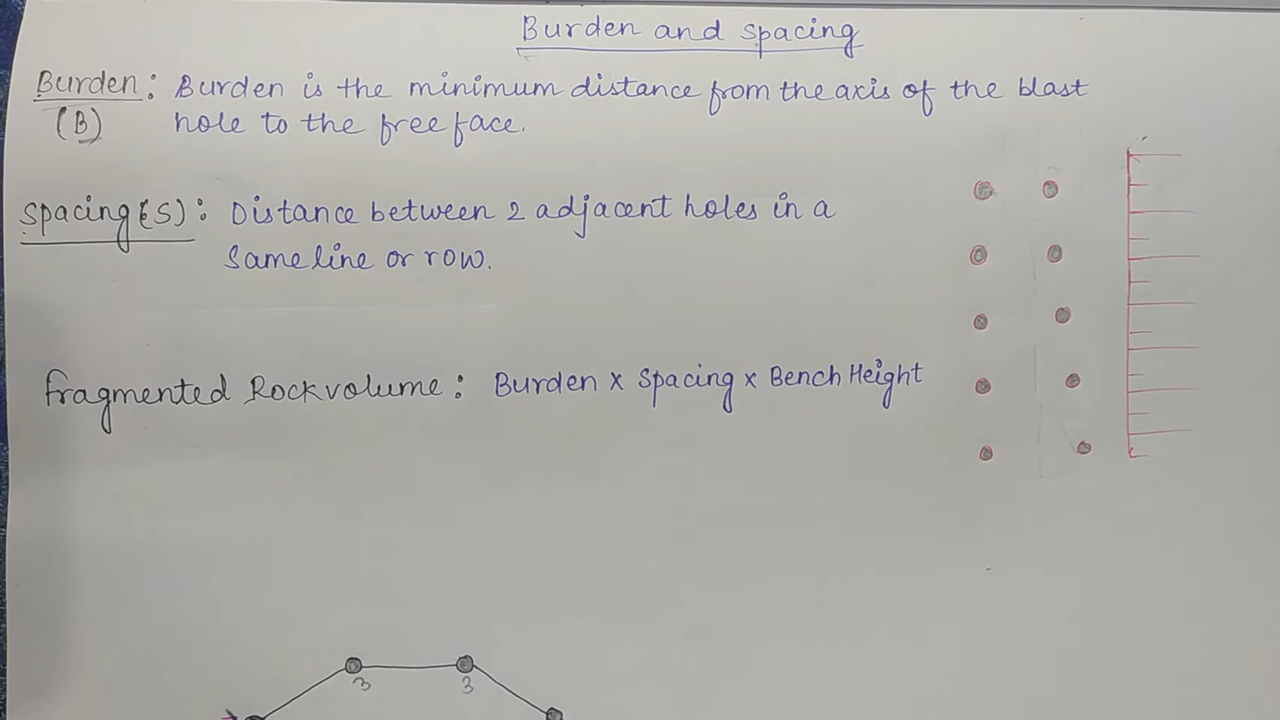 Burden and spacing
Burden: Burden is the minimum distance from the axis of the blast
(B) hole to the free face.
Spacing(S): Distance between 2 adjacent holes in a
Same line or row.
Fragmented Rock volume: Burden x Spacing x Bench Height
3 3